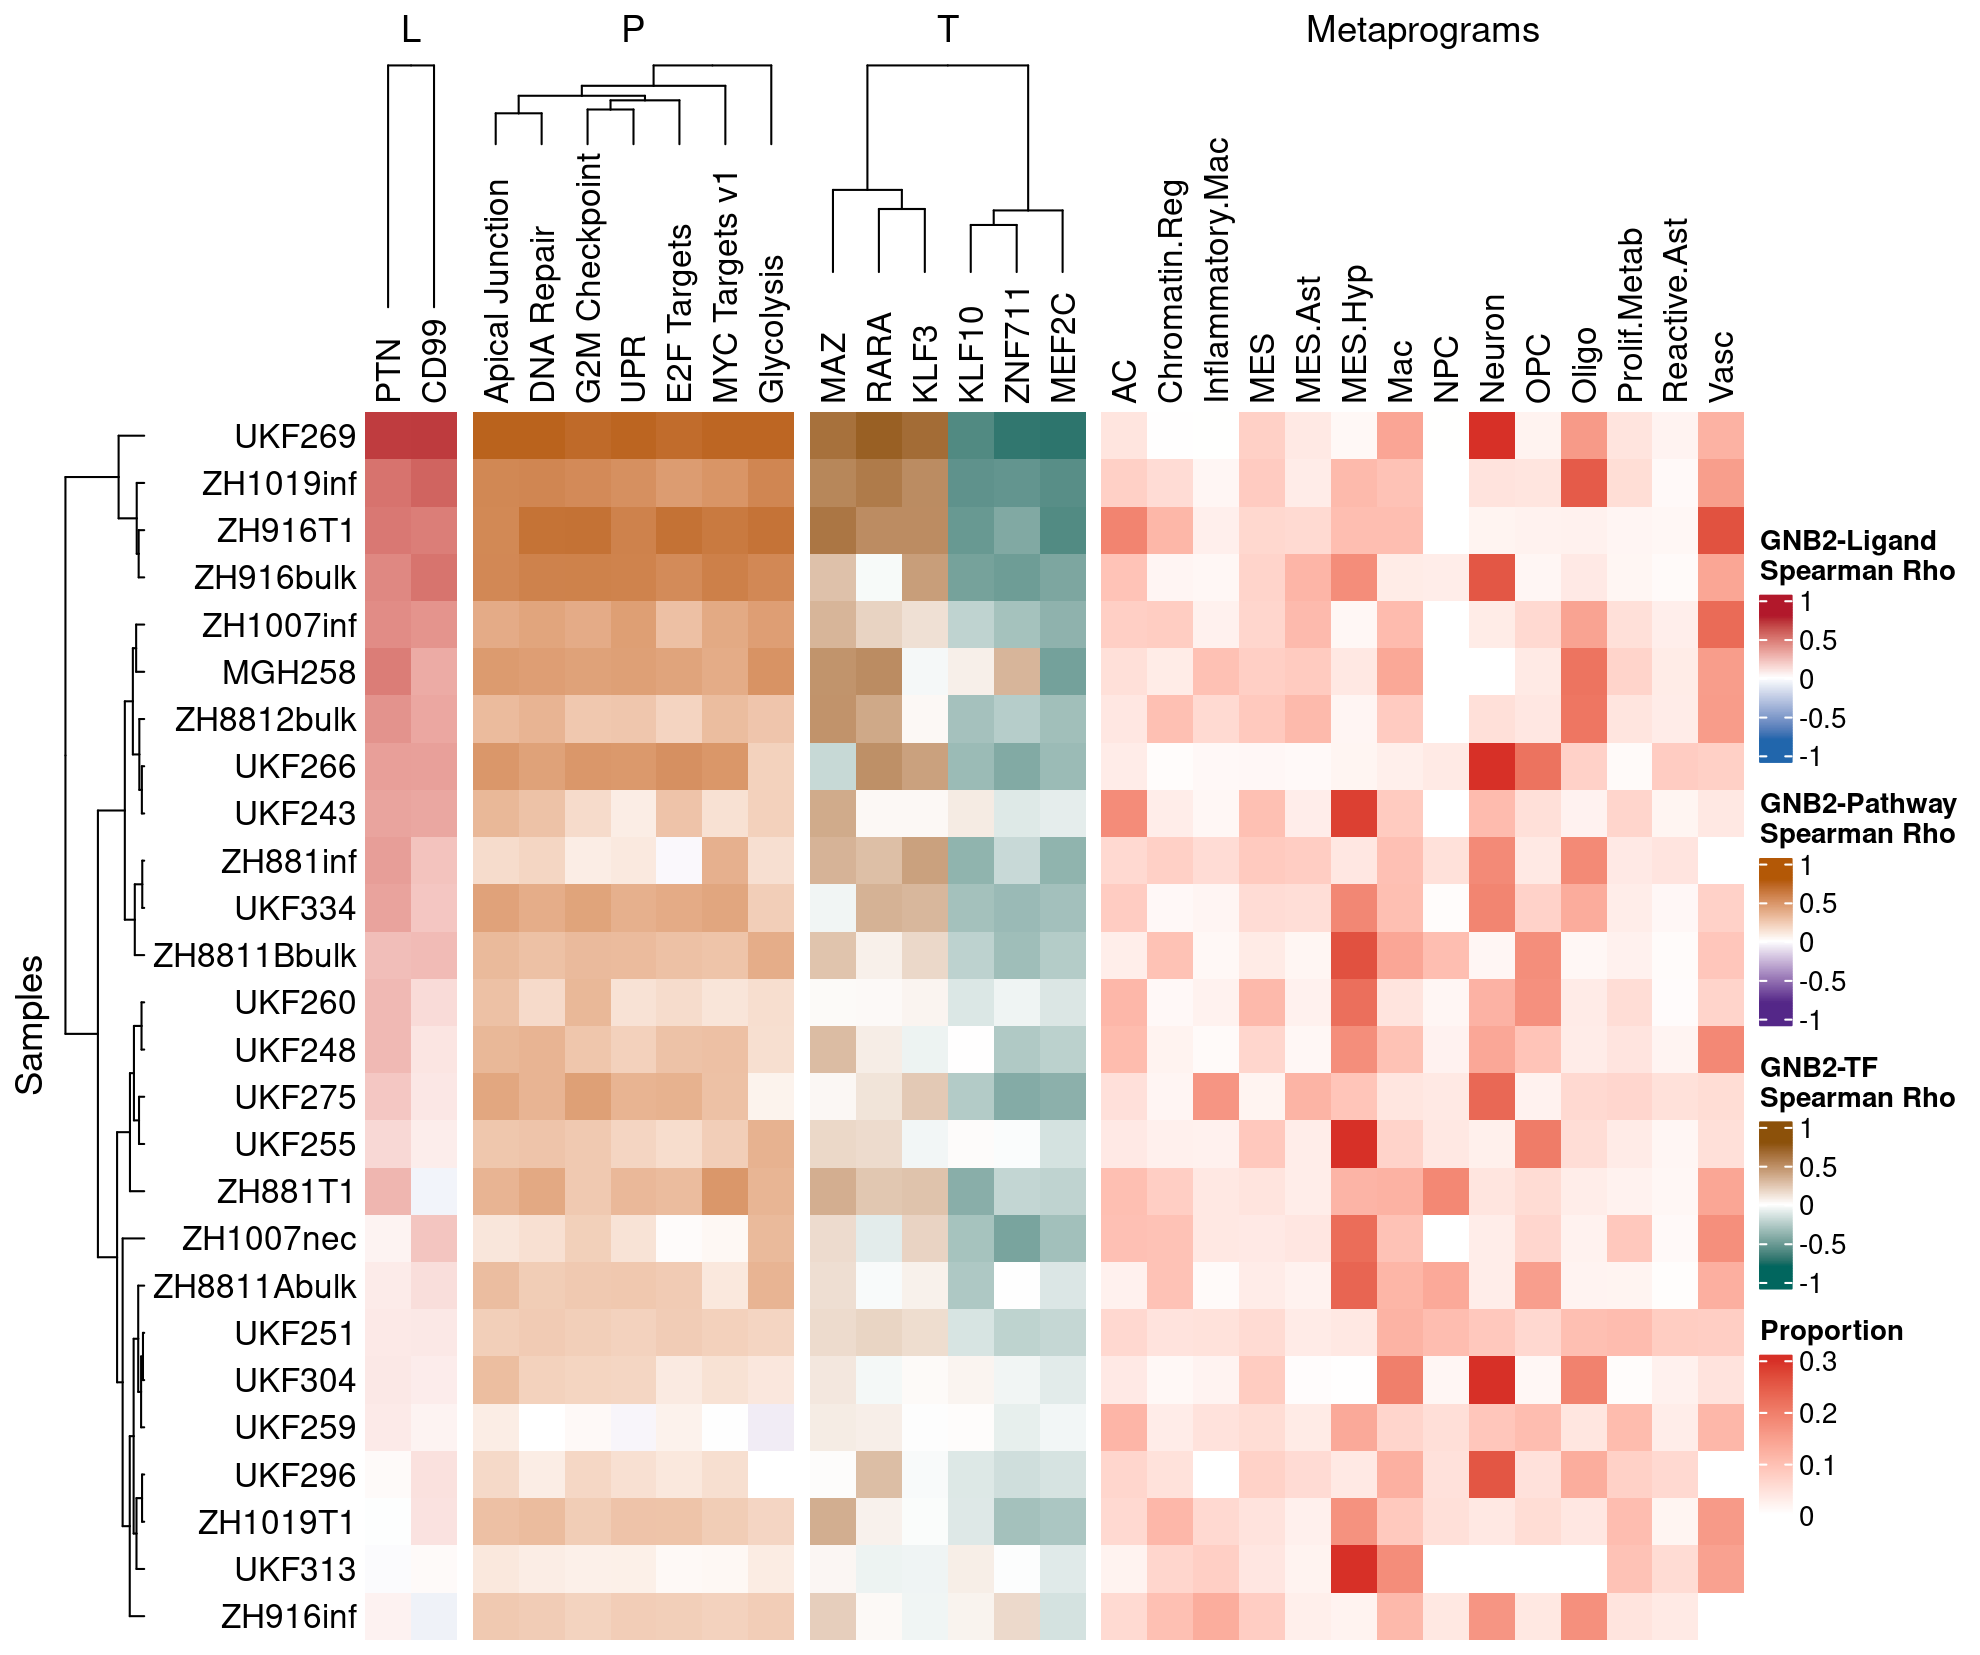 L
P
T
Metaprograms
PTN
CD99
Apical Junction
DNA Repair
G2M Checkpoint
UPR
E2F Targets
MYC Targets v1
Glycolysis
MAZ
RARA
KLF3
KLF10
ZNF711
MEF2C
AC
Chromatin.Reg
Inflammatory.Mac
MES
MES.Ast
MES.Hyp
Mac
NPC
Neuron
OPC
Oligo
Prolif.Metab
Reactive.Ast
Vasc
Samples
UKF269
ZH1019inf
ZH916T1
ZH916bulk
ZH1007inf
MGH258
ZH8812bulk
UKF266
UKF243
ZH881inf
UKF334
ZH8811Bbulk
UKF260
UKF248
UKF275
UKF255
ZH881T1
ZH1007nec
ZH8811Abulk
UKF251
UKF304
UKF259
UKF296
ZH1019T1
UKF313
ZH916inf
GNB2-Ligand
Spearman Rho
1
0.5
0
-0.5
-1
GNB2-Pathway
Spearman Rho
1
0.5
0
-0.5
-1
GNB2-TF
Spearman Rho
1
0.5
0
-0.5
-1
Proportion
0.3
0.2
0.1
0